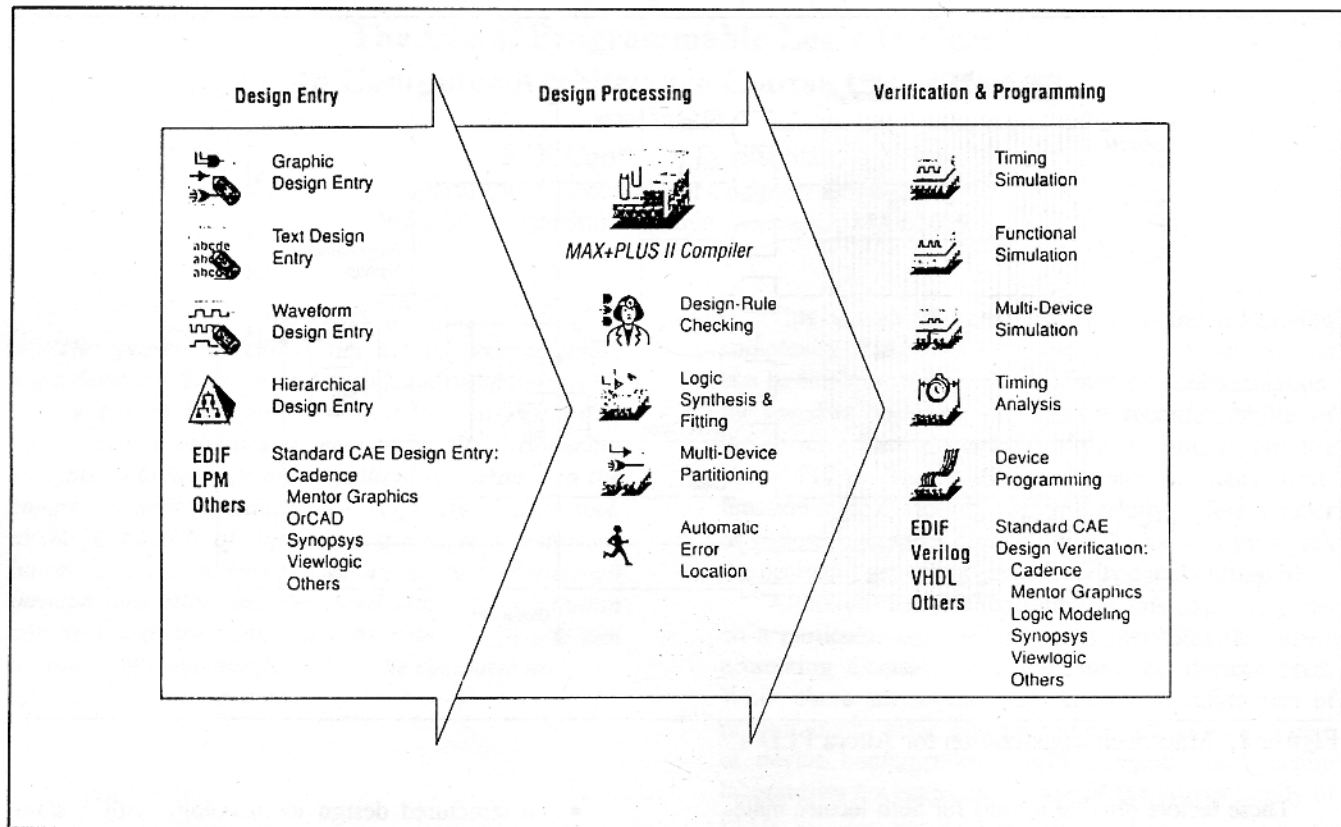 Design Entry
Graphic
Design Entry
abcde
abcde
abcde
Text Design
Entry
Waveform
Design Entry
Hierarchical
Design Entry
EDIF
LPM
Others
Standard CAE Design Entry:
Cadence
Mentor Graphics
OrCAD
Synopsys
Viewlogic
Others
Design Processing
MAX+PLUS II Compiler
Design-Rule
Checking
Logic
Synthesis &
Fitting
Multi-Device
Partitioning
Automatic
Error
Location
Verification & Programming
Timing
Simulation
Functional
Simulation
Multi-Device
Simulation
Timing
Analysis
Device
Programming
EDIF
Verilog
VHDL
Others
Standard CAE
Design Verification:
Cadence
Mentor Graphics
Logic Modeling
Synopsys
Viewlogic
Others